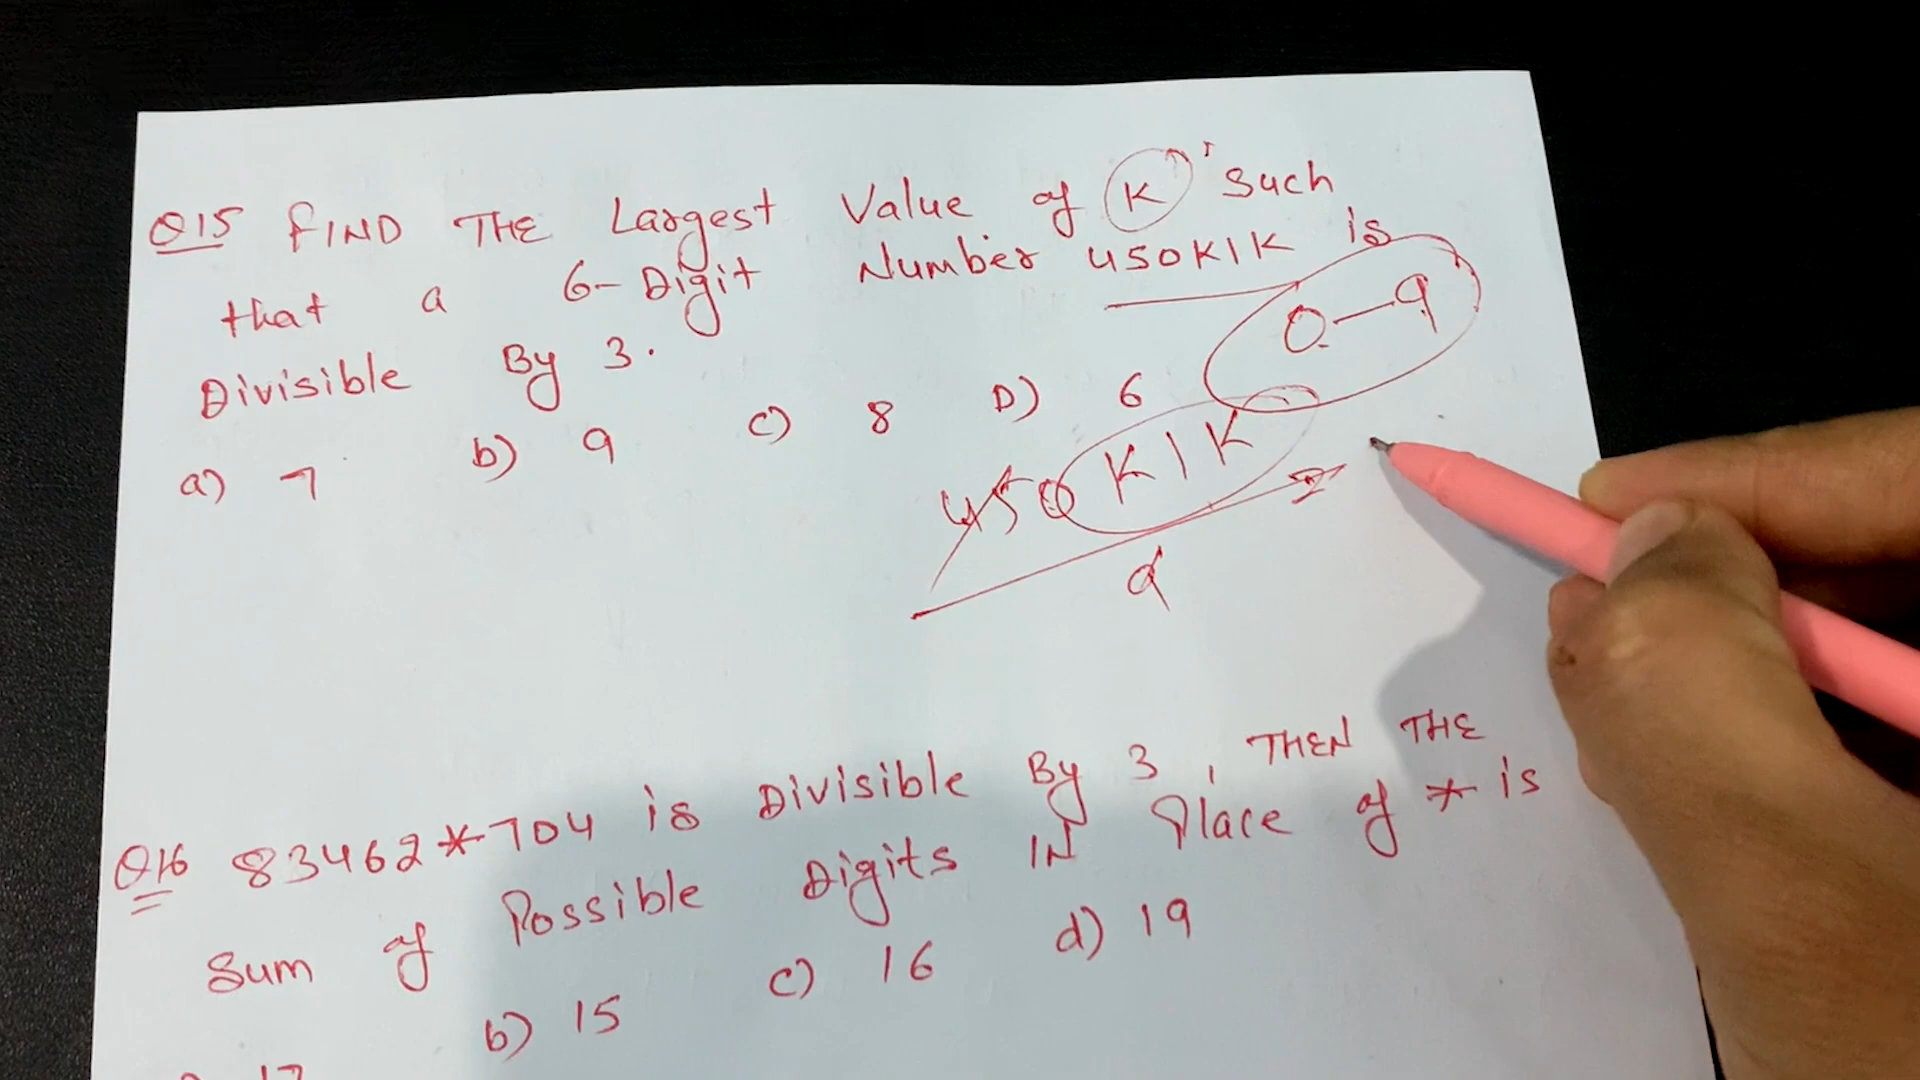 Q15 FIND THE Largest Value of K Such
that a 6-Digit Number 450K1K is
Divisible By 3.
0-9
a) 7 b) 9 c) 8 D) 6
450K1K
2
Q16 83462*704 is Divisible By 3, THEN THE
Sum of Possible Digits IN Place of * is
b) 15 c) 16 d) 19